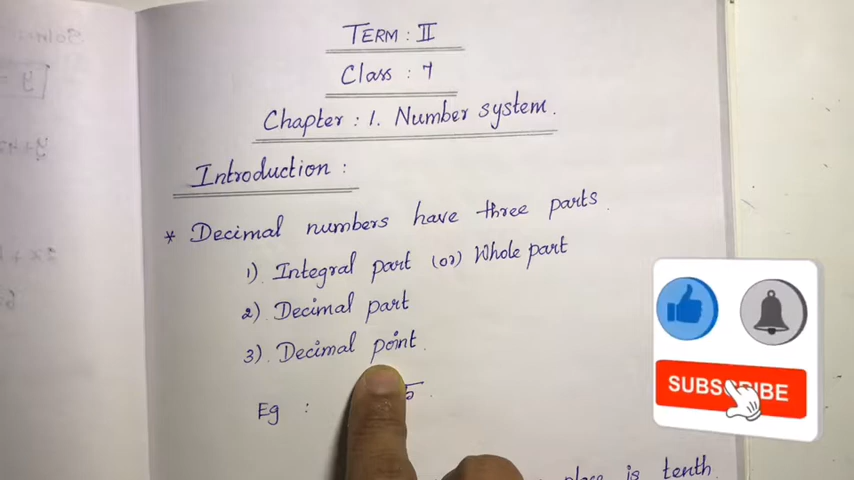 TERM : II
Class : 7
Chapter : 1. Number system.
Introduction :
* Decimal numbers have three parts.
1) Integral part (or) Whole part
2) Decimal part
3) Decimal point.
Eg :
place is tenth
SUBSCRIBE